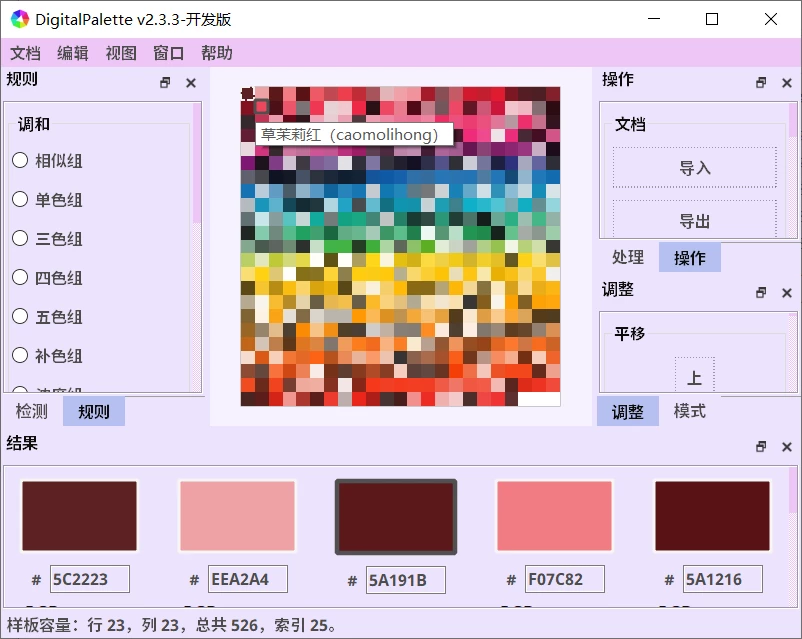 DigitalPalette v2.3.3-开发版
文档 编辑 视图 窗口 帮助
规则
调和
相似组
单色组
三色组
四色组
五色组
补色组
检测 规则
草茉莉红（caomolihong）
操作
文档
导入
导出
处理 操作
调整
平移
上
调整 模式
结果
# 5C2223 # EEA2A4 # 5A191B # F07C82 # 5A1216
样板容量：行 23，列 23，总共 526，索引 25。